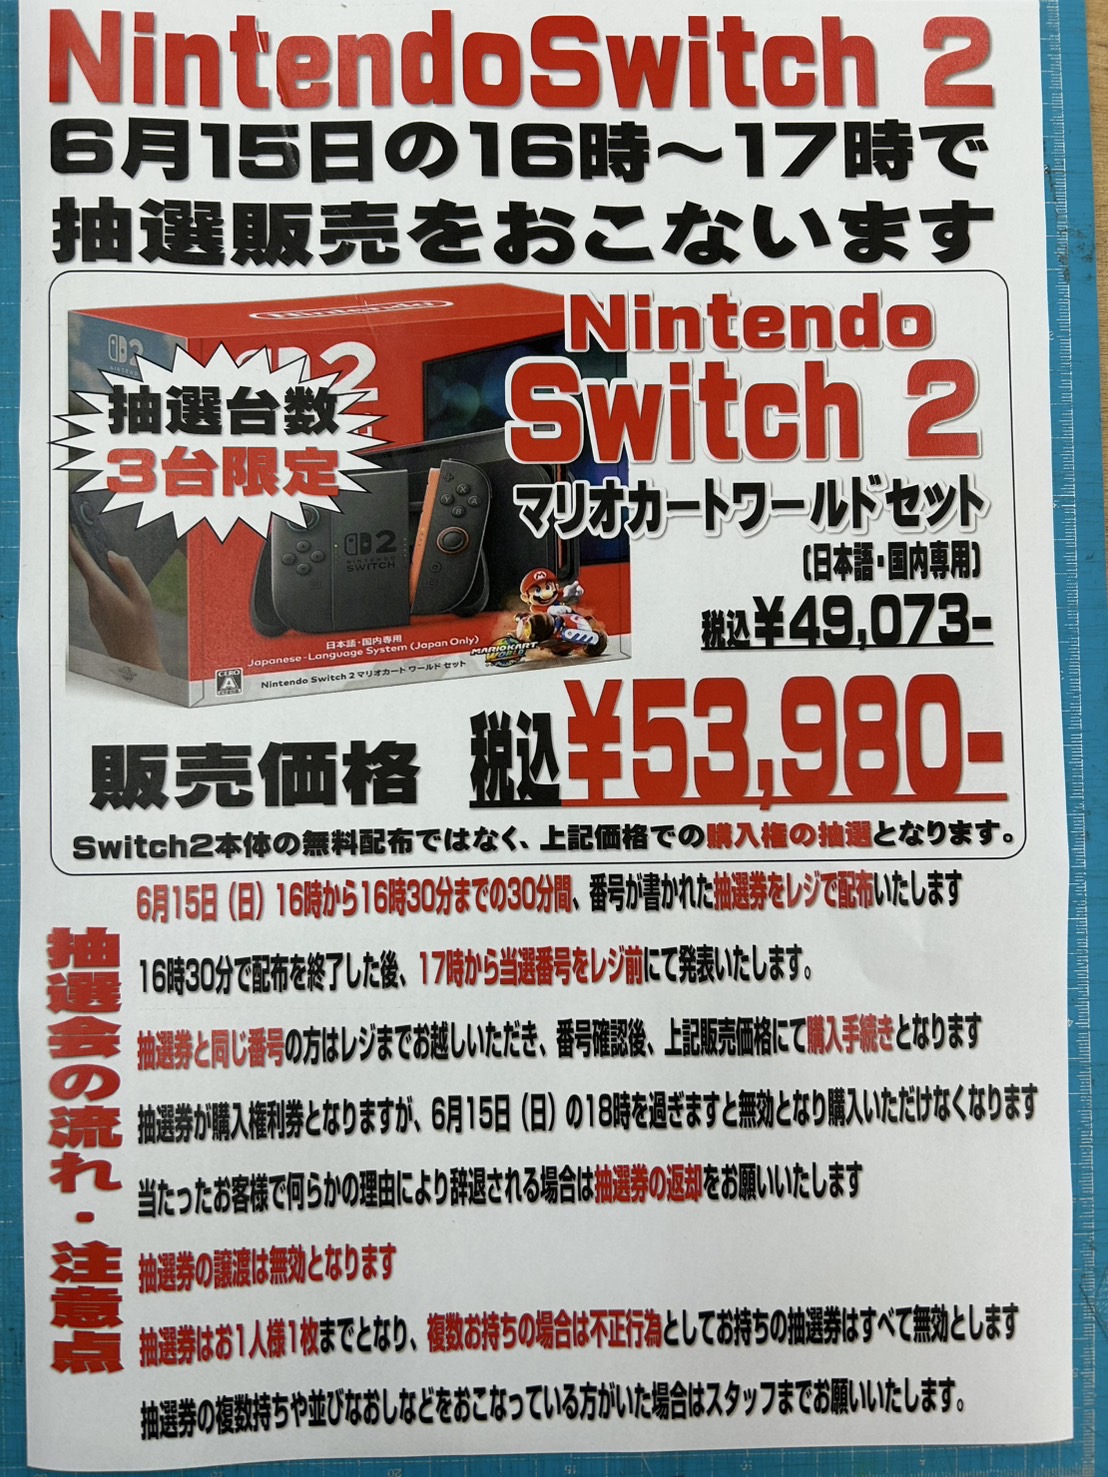 NintendoSwitch 2
6月15日の16時～17時で
抽選販売をおこないます
Nintendo
Switch 2
マリオカートワールドセット
(日本語・国内専用)
税込¥49,073-
抽選台数
3台限定
Nintendo
2
2
NINTENDO
SWITCH
日本語・国内専用
Japanese-Language System (Japan Only)
Nintendo Switch 2 マリオカート ワールド セット
MARIOKART
WORLD
CERO
A
販売価格 税込¥53,980-
Switch2本体の無料配布ではなく、上記価格での購入権の抽選となります。
抽選会の流れ・注意点
6月15日（日）16時から16時30分までの30分間、番号が書かれた抽選券をレジで配布いたします
16時30分で配布を終了した後、17時から当選番号をレジ前にて発表いたします。
抽選券と同じ番号の方はレジまでお越しいただき、番号確認後、上記販売価格にて購入手続きとなります
抽選券が購入権利券となりますが、6月15日（日）の18時を過ぎますと無効となり購入いただけなくなります
当たったお客様で何らかの理由により辞退される場合は抽選券の返却をお願いいたします
抽選券の譲渡は無効となります
抽選券はお1人様1枚までとなり、複数お持ちの場合は不正行為としてお持ちの抽選券はすべて無効とします
抽選券の複数持ちや並びなおしなどをおこなっている方がいた場合はスタッフまでお願いいたします。